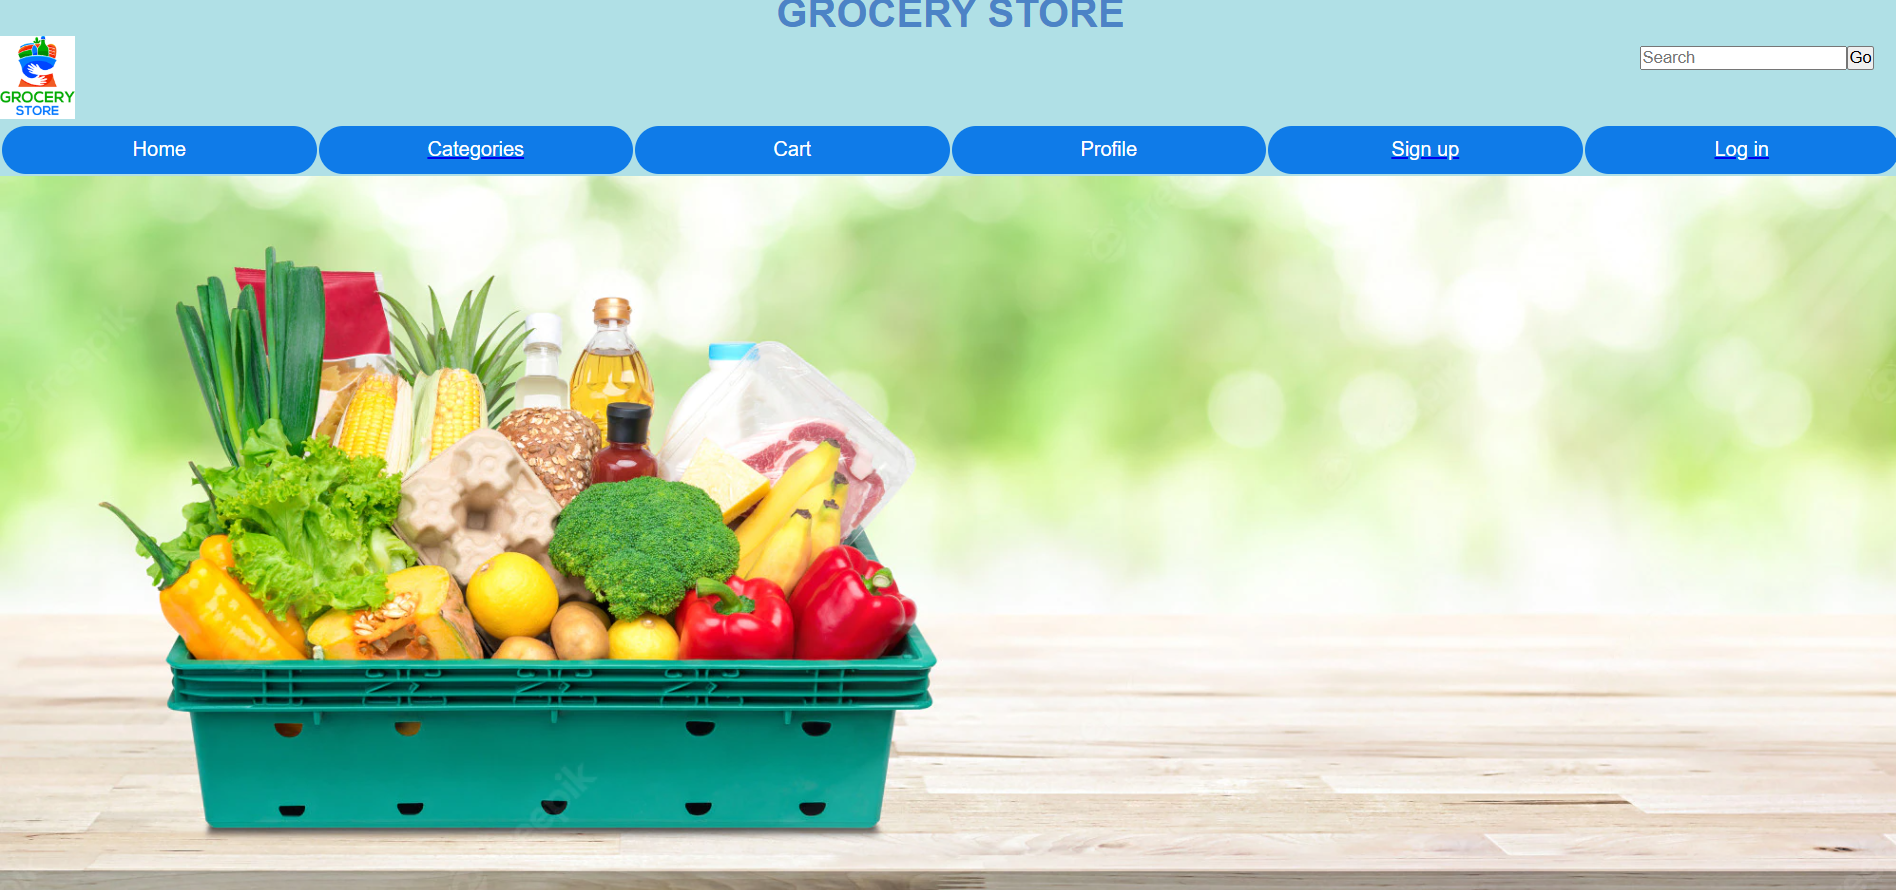 GROCERY STORE
GROCERY
STORE
Search Go
Home Categories Cart Profile Sign up Log in
freepik